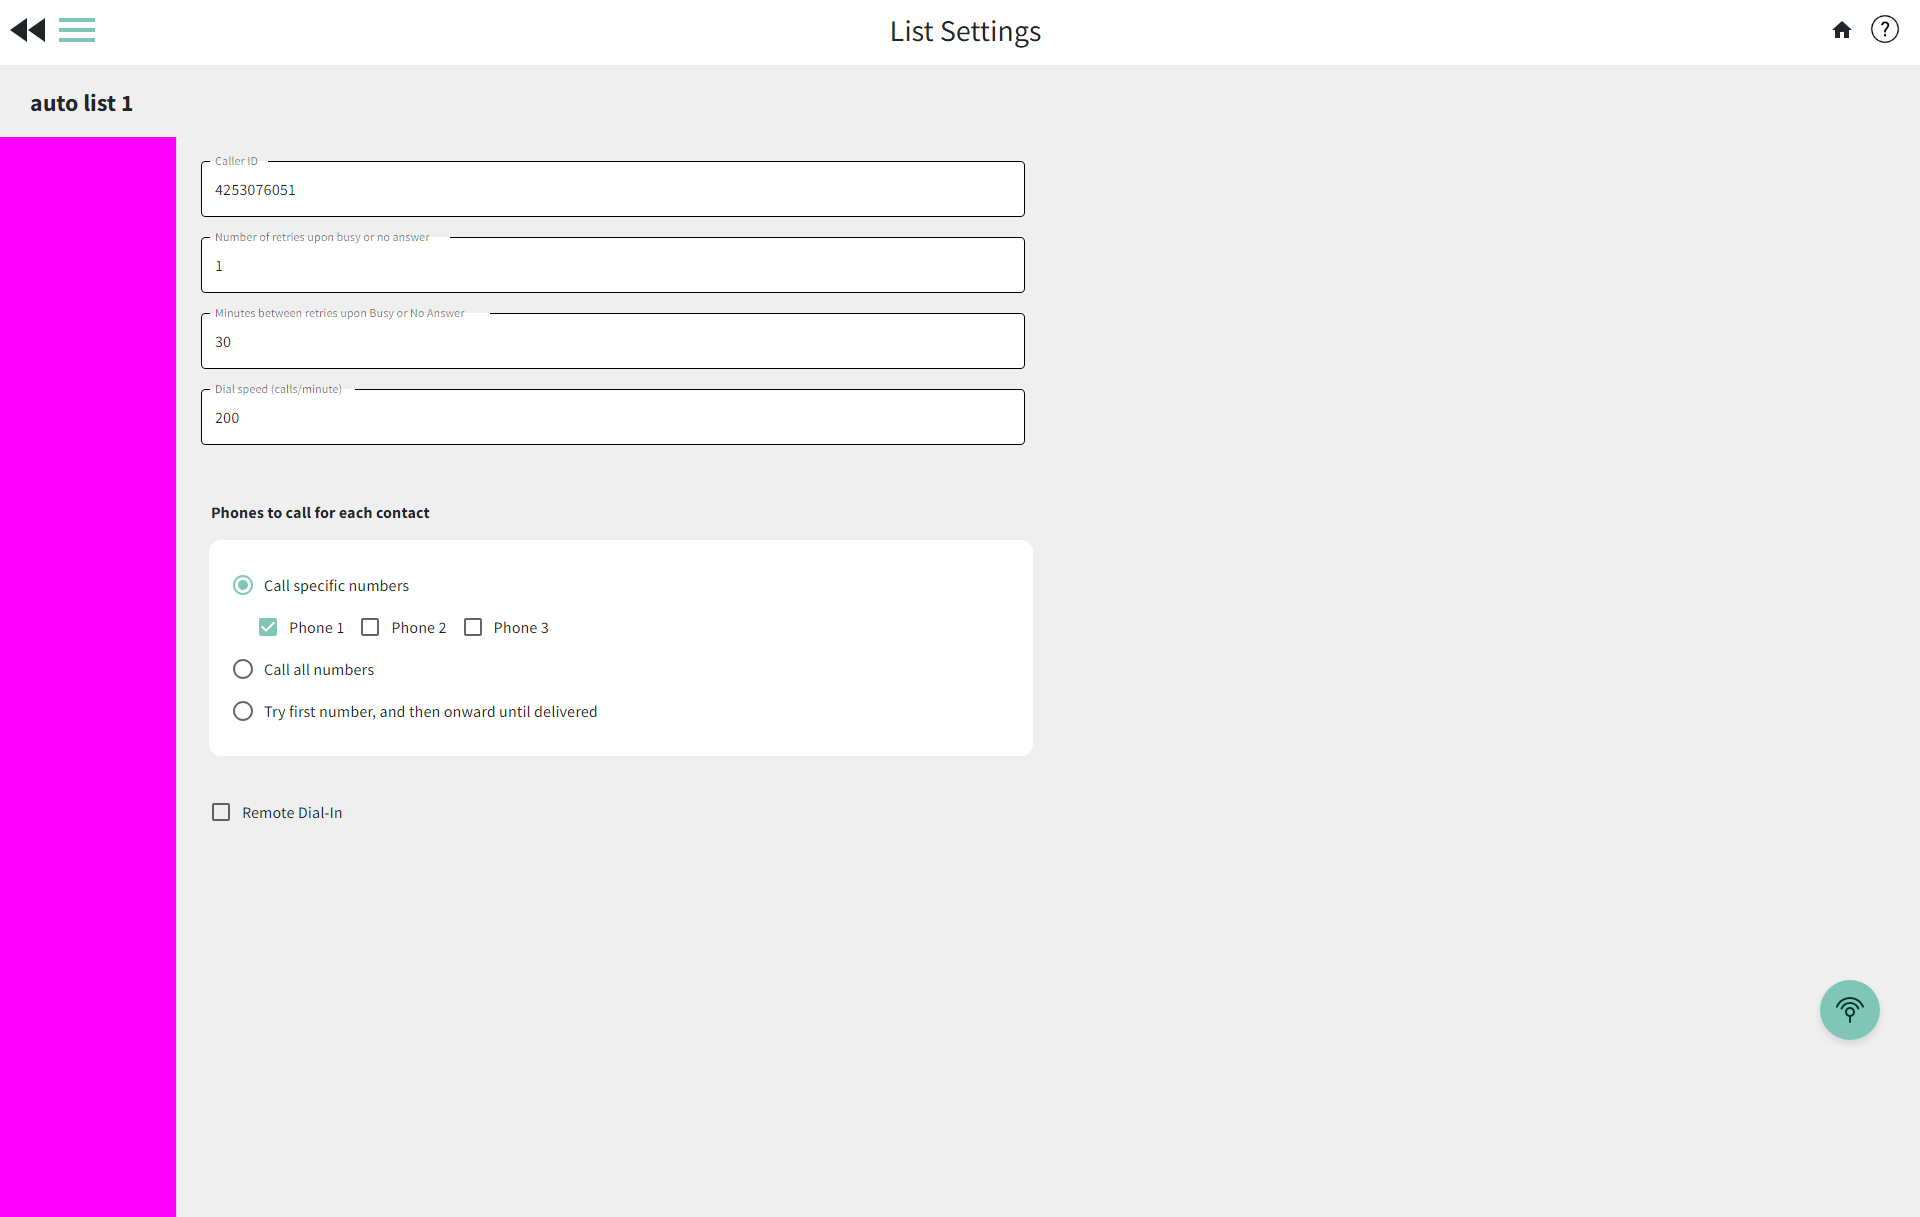 List Settings
?
auto list 1
Caller ID
4253076051
Number of retries upon busy or no answer
1
Minutes between retries upon Busy or No Answer
30
Dial speed (calls/minute)
200
Phones to call for each contact
Call specific numbers
Phone 1 Phone 2 Phone 3
Call all numbers
Try first number, and then onward until delivered
Remote Dial-In